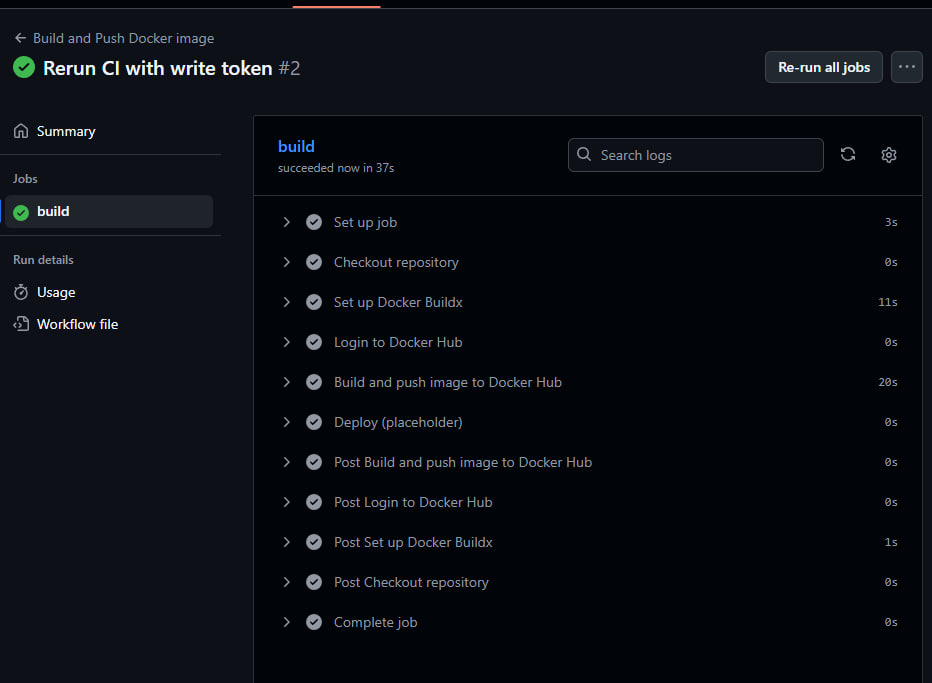 Build and Push Docker image
Rerun CI with write token #2
Re-run all jobs
Summary
Jobs
build
Run details
Usage
Workflow file
build
succeeded now in 37s
Search logs
Set up job 3s
Checkout repository 0s
Set up Docker Buildx 11s
Login to Docker Hub 0s
Build and push image to Docker Hub 20s
Deploy (placeholder) 0s
Post Build and push image to Docker Hub 0s
Post Login to Docker Hub 0s
Post Set up Docker Buildx 1s
Post Checkout repository 0s
Complete job 0s